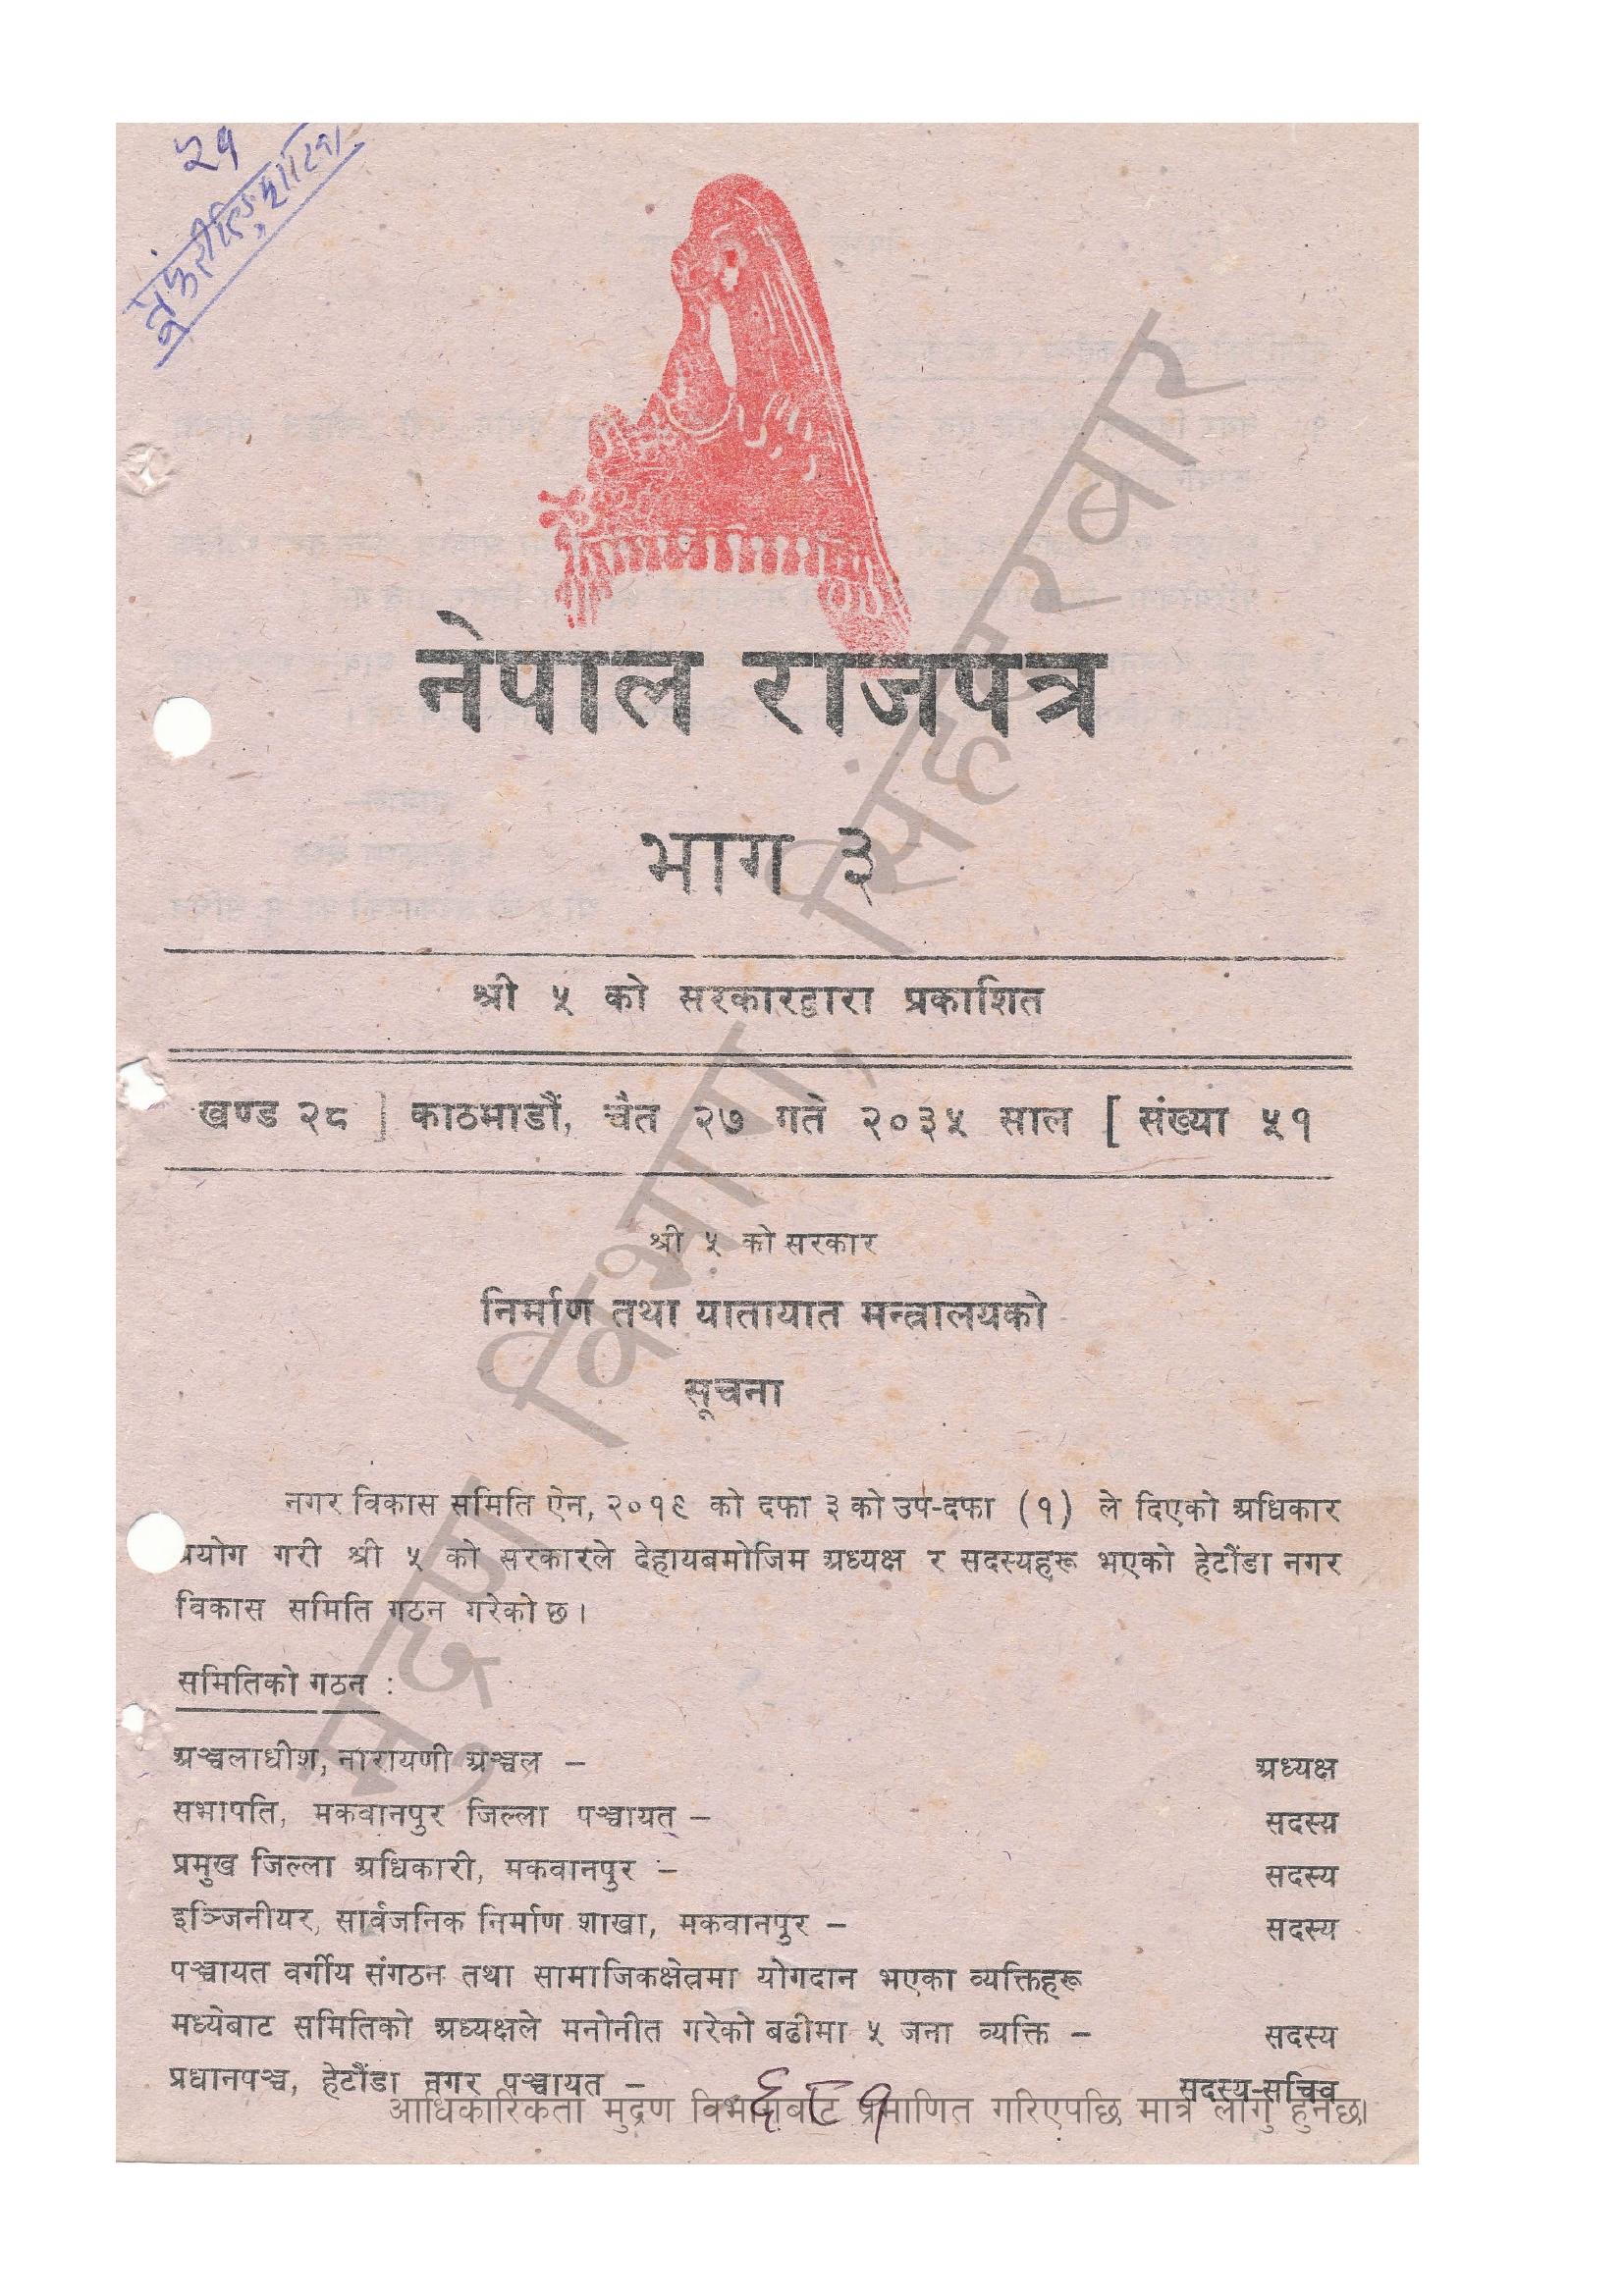 ५१
नेपाल राजपत्र
भाग ३
श्री ५ को सरकारद्वारा प्रकाशित
खण्ड २८ ] काठमाडौं, चैत २७ गते २०३५ साल [ संख्या ५१
श्री ५ को सरकार
निर्माण तथा यातायात मन्त्रालयको
सूचना
नगर विकास समिति ऐन, २०१९ को दफा ३ को उप-दफा (१) ले दिएको अधिकार
प्रयोग गरी श्री ५ को सरकारले देहायबमोजिम अध्यक्ष र सदस्यहरू भएको हेटौंडा नगर
विकास समिति गठन गरेको छ।
समितिको गठन :
अञ्चलाधीश, नारायणी अञ्चल – अध्यक्ष
सभापति, मकवानपुर जिल्ला पञ्चायत् – सदस्य
प्रमुख जिल्ला अधिकारी, मकवानपुर – सदस्य
इञ्जिनीयर, सार्वजनिक निर्माण शाखा, मकवानपुर – सदस्य
पञ्चायत वर्गीय संगठन तथा सामाजिकक्षेत्रमा योगदान भएका व्यक्तिहरू
मध्येबाट समितिको अध्यक्षले मनोनीत गरेको बढीमा ५ जना व्यक्ति – सदस्य
प्रधानपञ्च, हेटौंडा नगर पञ्चायत – सदस्य-सचिव
६८१
आधिकारिकता मुद्रण विभागबाट प्रमाणित गरिएपछि मात्र लागु हुनेछ।
मुद्रण विभाग, सिंहदरबार